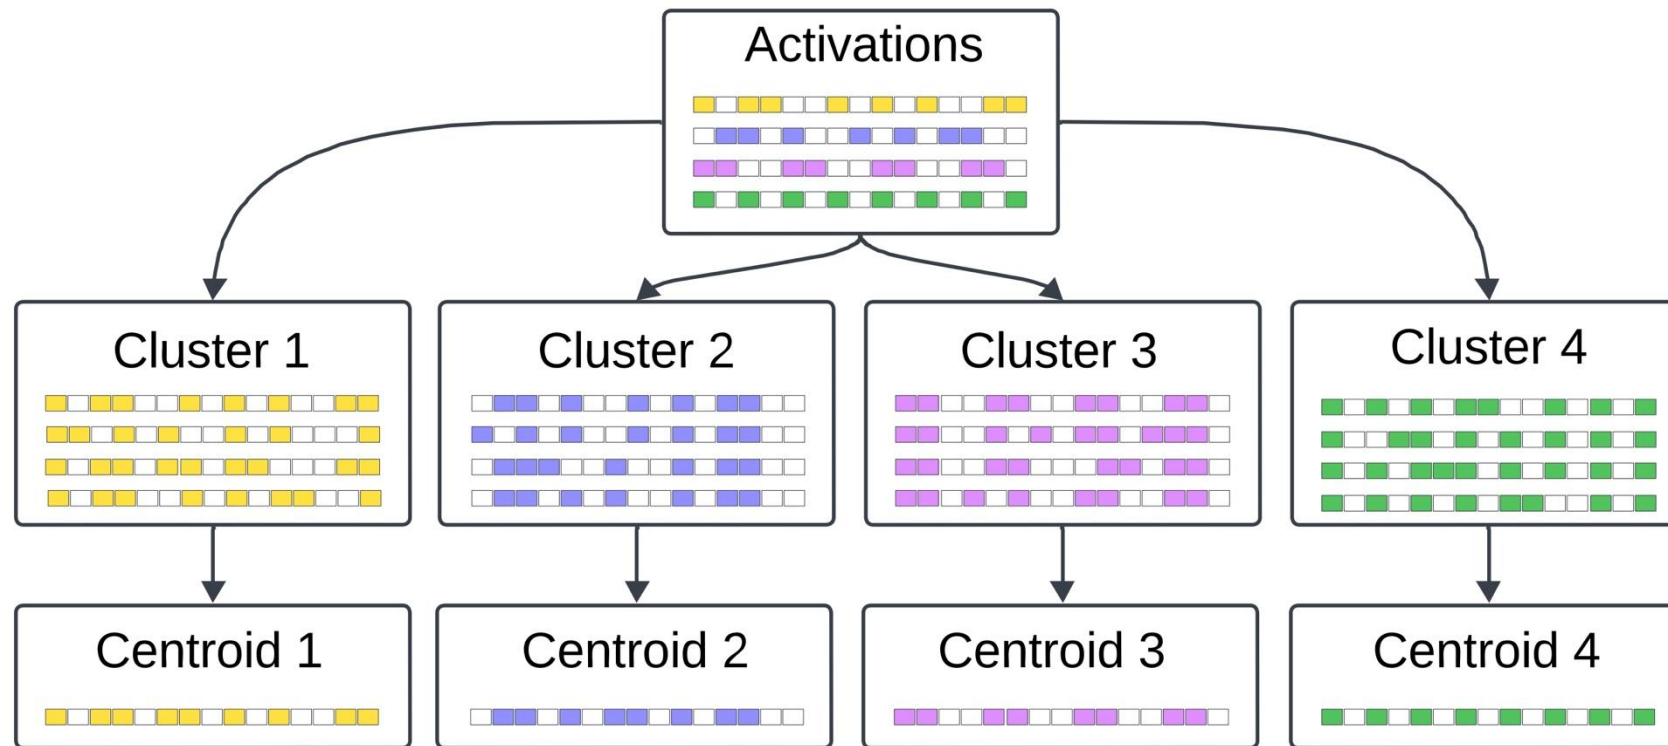 Activations
Cluster 1
Cluster 2
Cluster 3
Cluster 4
Centroid 1
Centroid 2
Centroid 3
Centroid 4